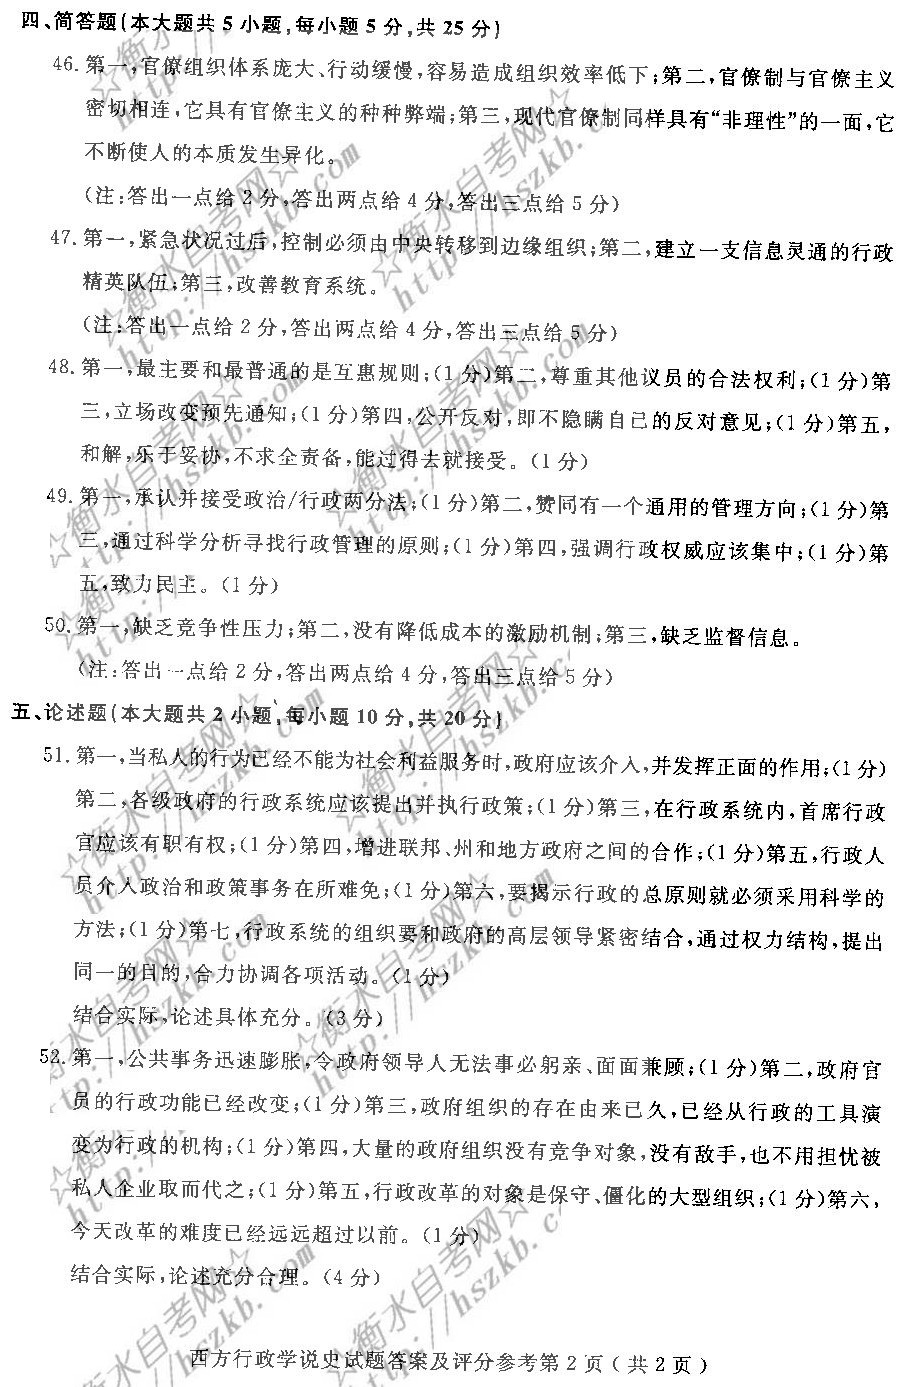 四、简答题(本大题共5小题,每小题5分,共25分)
46. 第一,官僚组织体系庞大、行动缓慢,容易造成组织效率低下;第二,官僚制与官僚主义
密切相连,它具有官僚主义的种种弊端;第三,现代官僚制同样具有“非理性”的一面,它
不断使人的本质发生异化。
(注:答出一点给2分,答出两点给4分,答出三点给5分)
47. 第一,紧急状况过后,控制必须由中央转移到边缘组织;第二,建立一支信息灵通的行政
精英队伍;第三,改善教育系统。
(注:答出一点给2分,答出两点给4分,答出三点给5分)
48. 第一,最主要和最普通的是互惠规则;(1分)第二,尊重其他议员的合法权利;(1分)第
三,立场改变预先通知;(1分)第四,公开反对,即不隐瞒自己的反对意见;(1分)第五,
和解,乐于妥协,不求全责备,能过得去就接受。(1分)
49. 第一,承认并接受政治/行政两分法;(1分)第二,赞同有一个通用的管理方向;(1分)第
三,通过科学分析寻找行政管理的原则;(1分)第四,强调行政权威应该集中;(1分)第
五,致力民主。(1分)
50. 第一,缺乏竞争性压力;第二,没有降低成本的激励机制;第三,缺乏监督信息。
(注:答出一点给2分,答出两点给4分,答出三点给5分)
五、论述题(本大题共2小题,每小题10分,共20分)
51. 第一,当私人的行为已经不能为社会利益服务时,政府应该介入,并发挥正面的作用;(1分)
第二,各级政府的行政系统应该提出并执行政策;(1分)第三,在行政系统内,首席行政
官应该有职有权;(1分)第四,增进联邦、州和地方政府之间的合作;(1分)第五,行政人
员介入政治和政策事务在所难免;(1分)第六,要揭示行政的总原则就必须采用科学的
方法;(1分)第七,行政系统的组织要和政府的高层领导紧密结合,通过权力结构,提出
同一的目的,合力协调各项活动。(1分)
结合实际,论述具体充分。(3分)
52. 第一,公共事务迅速膨胀,令政府领导人无法事必躬亲、面面兼顾;(1分)第二,政府官
员的行政功能已经改变;(1分)第三,政府组织的存在由来已久,已经从行政的工具演
变为行政的机构;(1分)第四,大量的政府组织没有竞争对象,没有敌手,也不用担忧被
私人企业取而代之;(1分)第五,行政改革的对象是保守、僵化的大型组织;(1分)第六,
今天改革的难度已经远远超过以前。(1分)
结合实际,论述充分合理。(4分)
西方行政学说史试题答案及评分参考第2页(共2页)
☆衡水自考网☆
http://hszkb.com